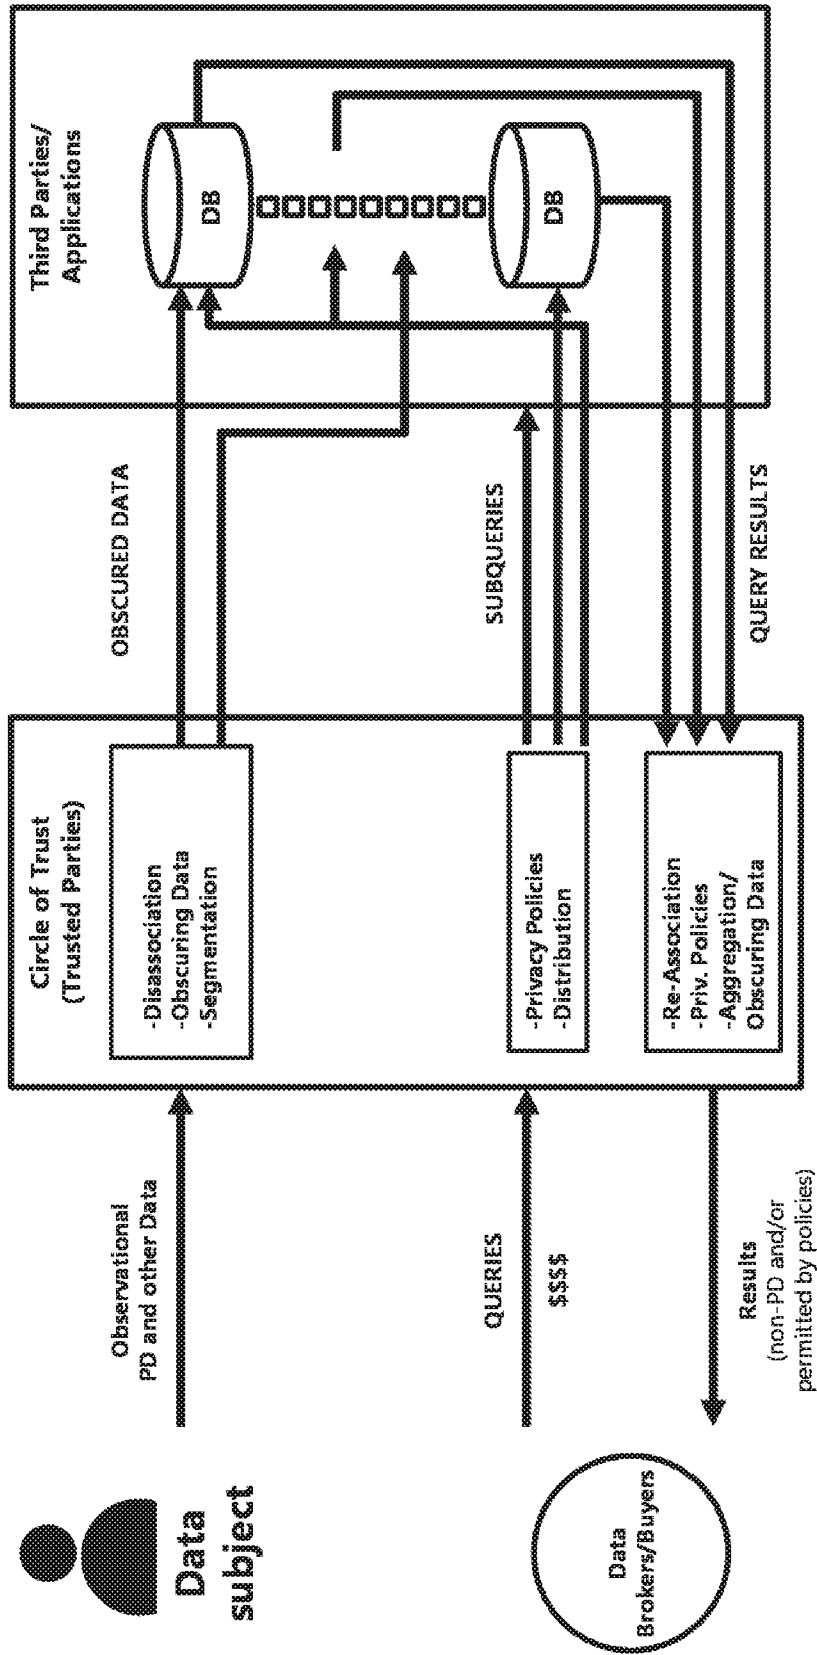 Data
subject
Data
Brokers/Buyers
Observational
PD and other Data
QUERIES
$$$$
Results
(non-PD and/or
permitted by policies)
Circle of Trust
(Trusted Parties)
-Disassociation
-Obscuring Data
-Segmentation
-Privacy Policies
-Distribution
-Re-Association
-Priv. Policies
-Aggregation/
Obscuring Data
OBSCURED DATA
SUBQUERIES
QUERY RESULTS
Third Parties/
Applications
DB
DB